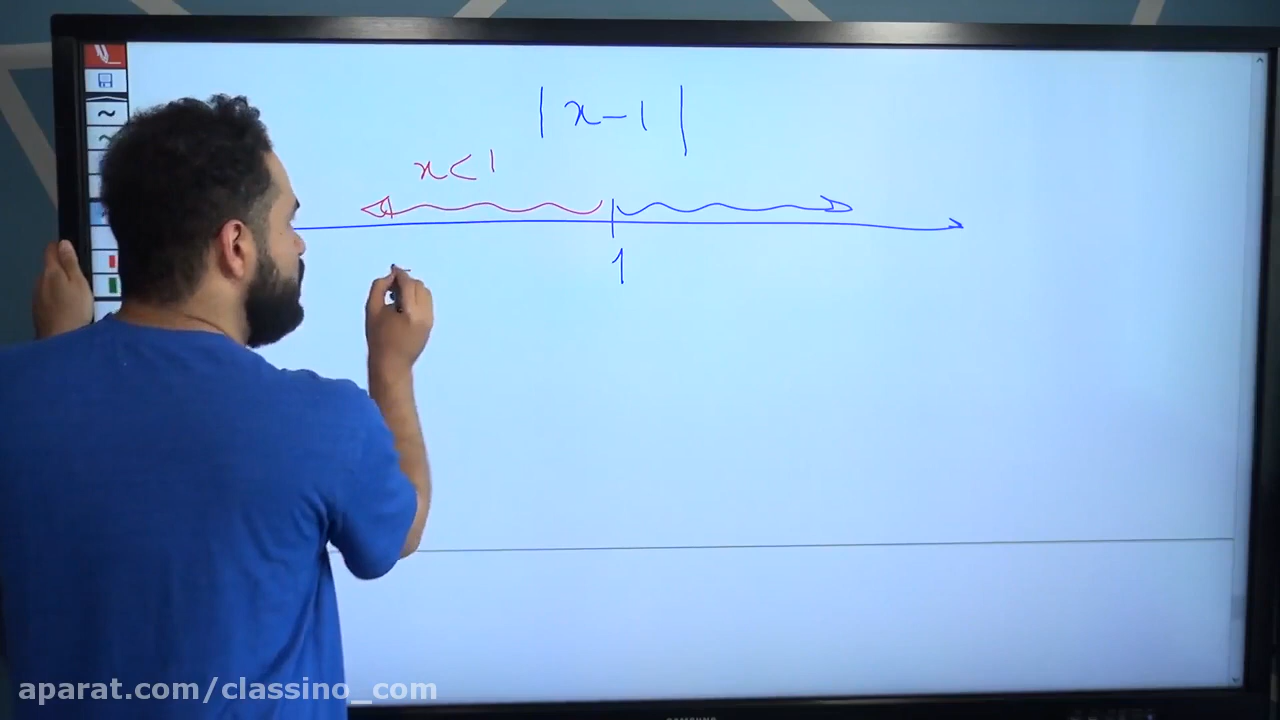 | x - 1 |
x < 1
1
aparat.com/classino_com